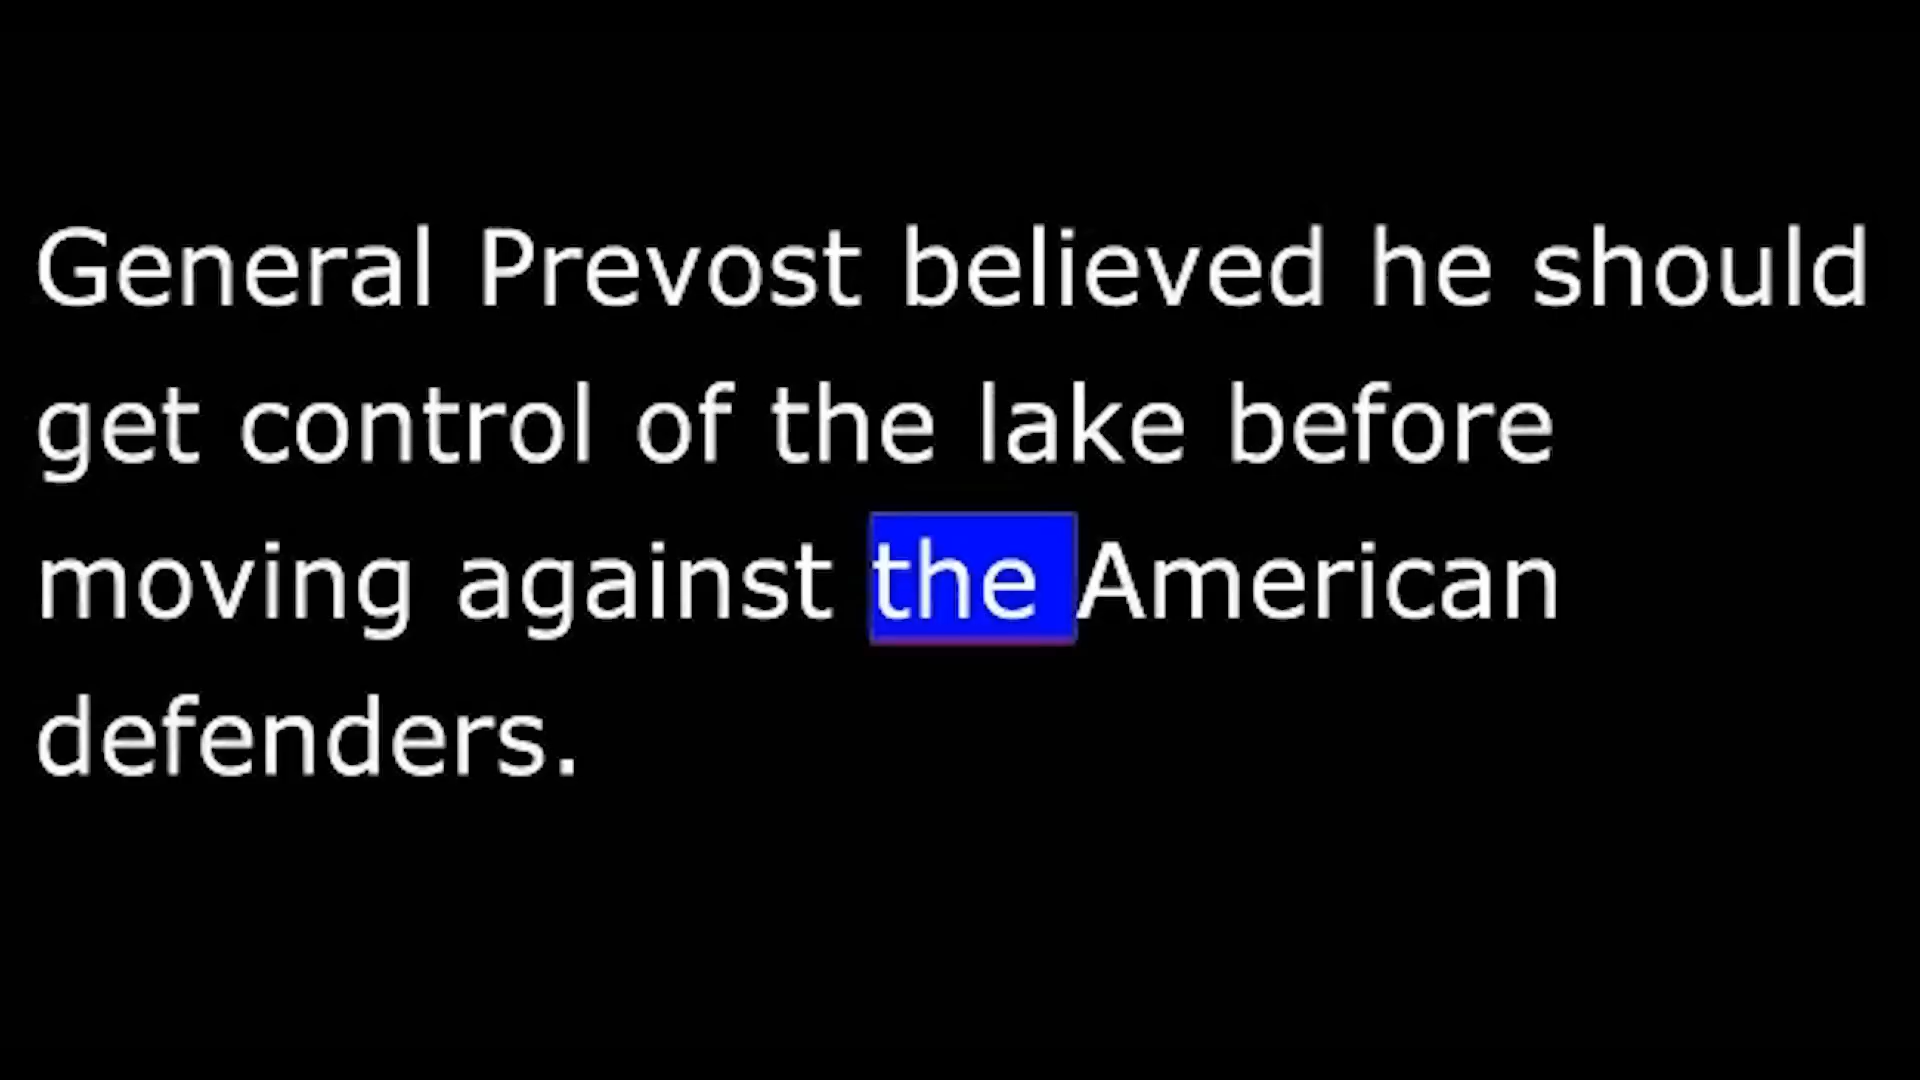 General Prevost believed he should
get control of the lake before
moving against the American
defenders.